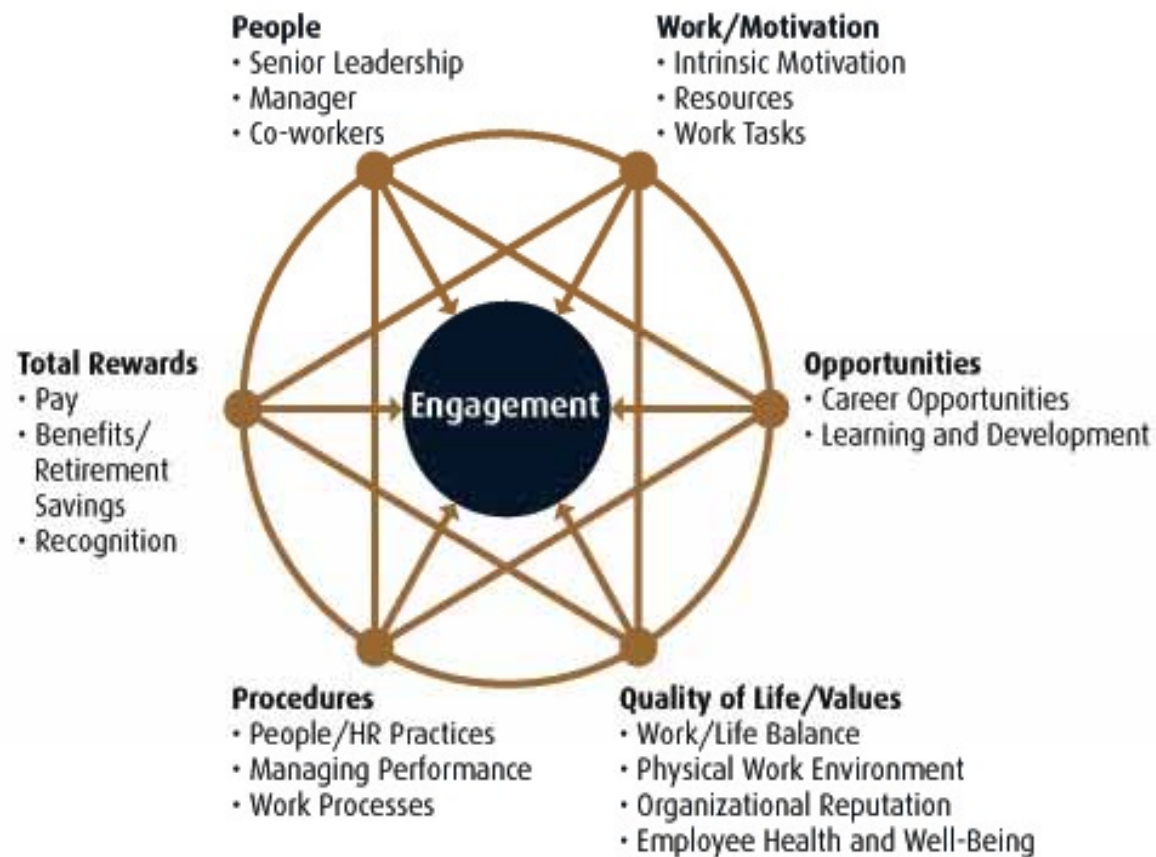 People
• Senior Leadership
• Manager
• Co-workers
Work/Motivation
• Intrinsic Motivation
• Resources
• Work Tasks
Total Rewards
• Pay
• Benefits/
Retirement
Savings
• Recognition
Engagement
Opportunities
• Career Opportunities
• Learning and Development
Procedures
• People/HR Practices
• Managing Performance
• Work Processes
Quality of Life/Values
• Work/Life Balance
• Physical Work Environment
• Organizational Reputation
• Employee Health and Well-Being